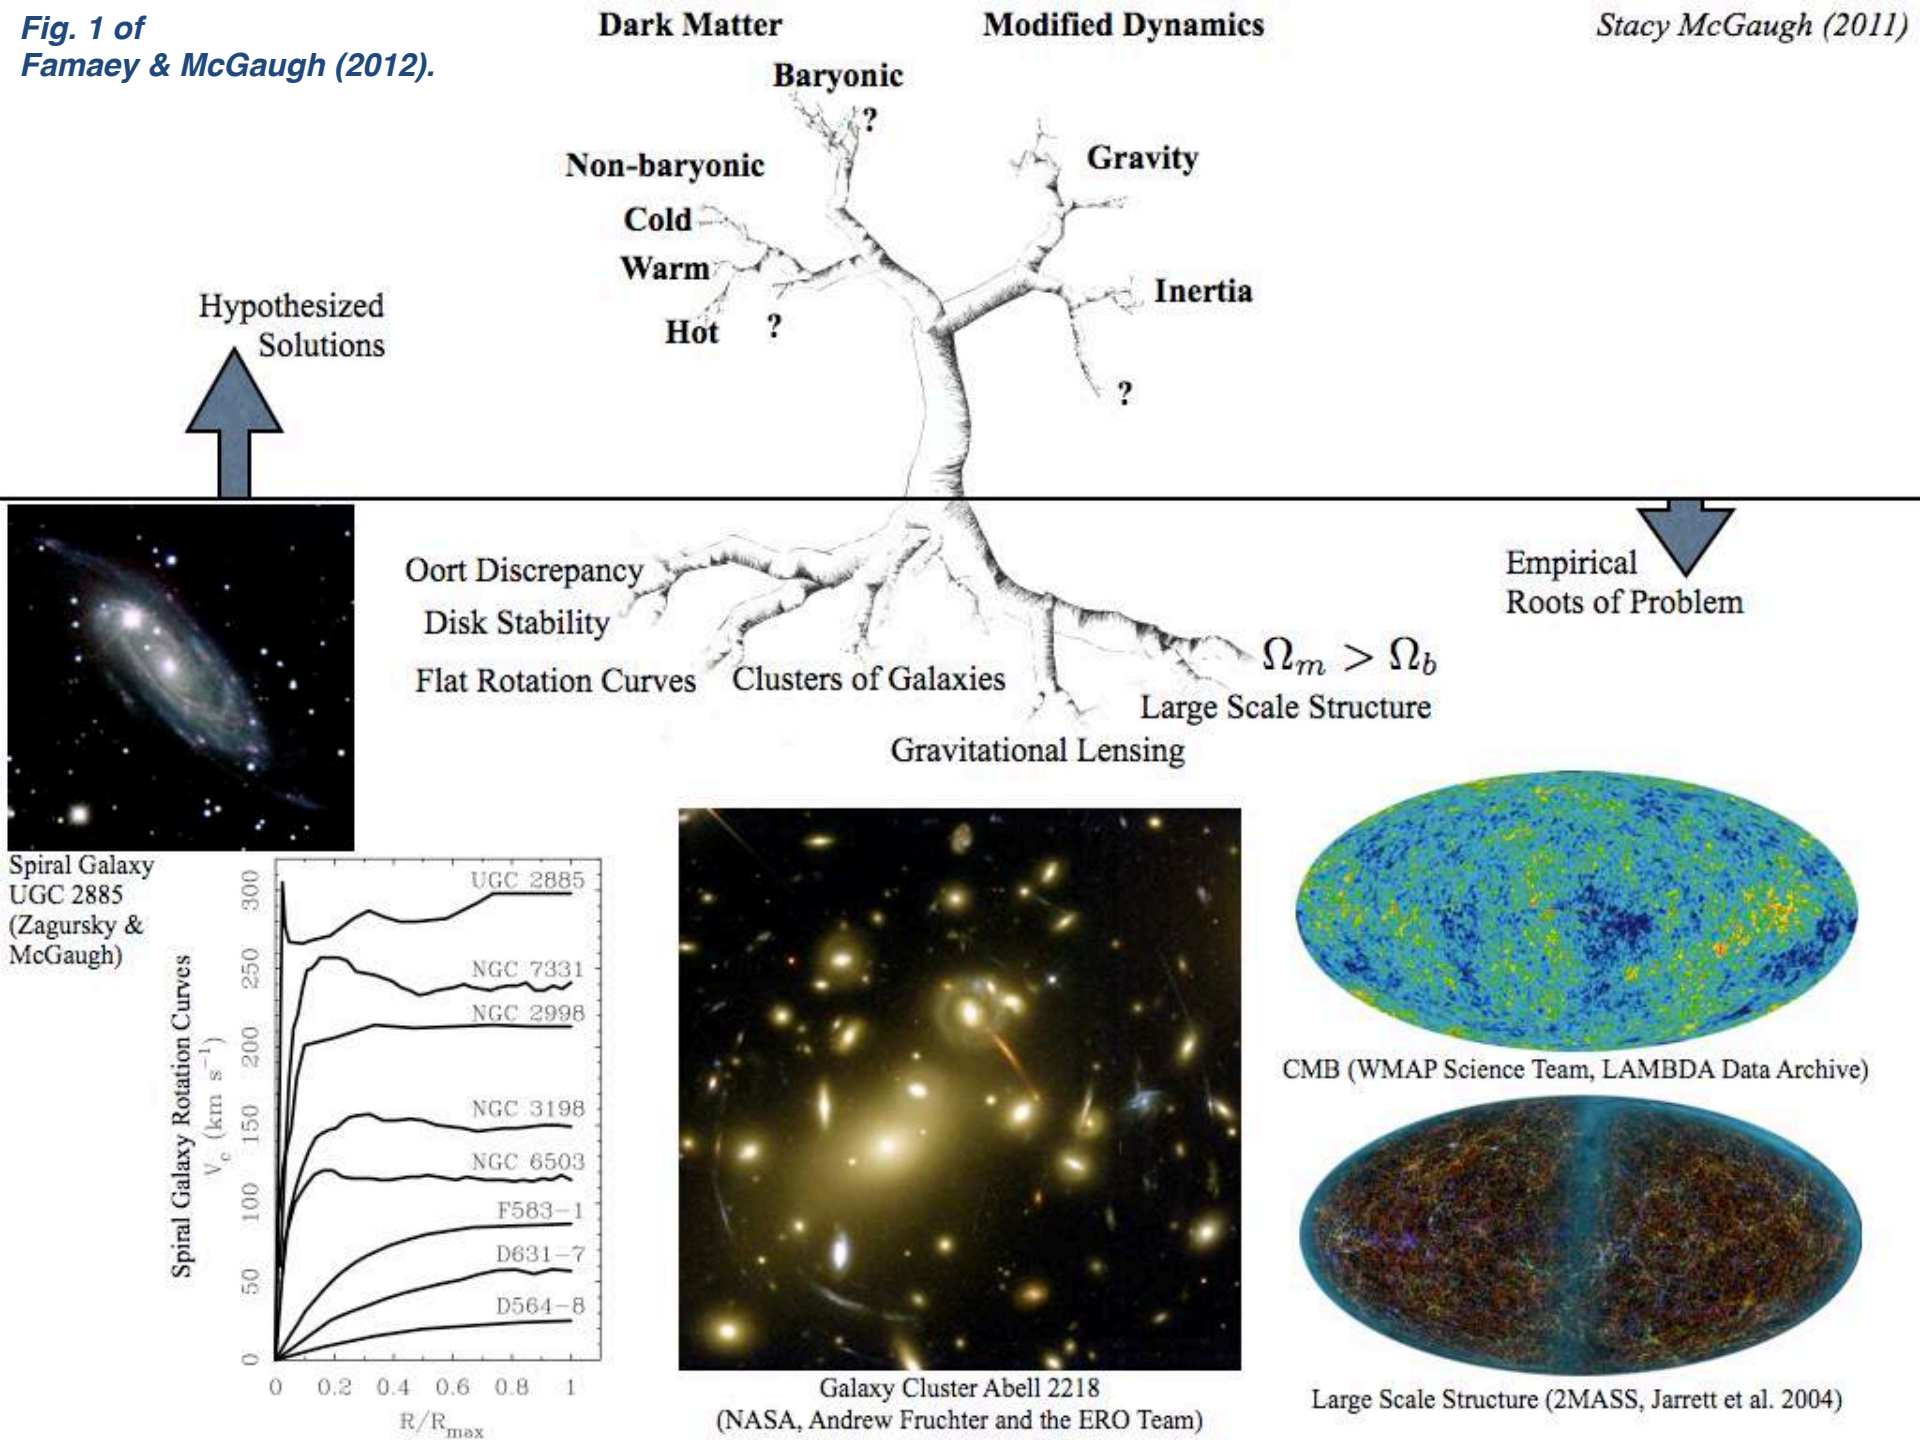 Fig. 1 of
Famaey & McGaugh (2012).
Dark Matter
Modified Dynamics
Stacy McGaugh (2011)
Baryonic
?
Non-baryonic
Cold
Warm
Hot
?
Gravity
Inertia
?
Hypothesized
Solutions
Empirical
Roots of Problem
Oort Discrepancy
Disk Stability
Flat Rotation Curves
Clusters of Galaxies
Gravitational Lensing
Large Scale Structure
Ωm > Ωb
Spiral Galaxy
UGC 2885
(Zagursky &
McGaugh)
Spiral Galaxy Rotation Curves
Vc (km s−1)
300
250
200
150
100
50
0
UGC 2885
NGC 7331
NGC 2998
NGC 3198
NGC 6503
F583−1
D631−7
D564−8
0 0.2 0.4 0.6 0.8 1
R/Rmax
Galaxy Cluster Abell 2218
(NASA, Andrew Fruchter and the ERO Team)
CMB (WMAP Science Team, LAMBDA Data Archive)
Large Scale Structure (2MASS, Jarrett et al. 2004)